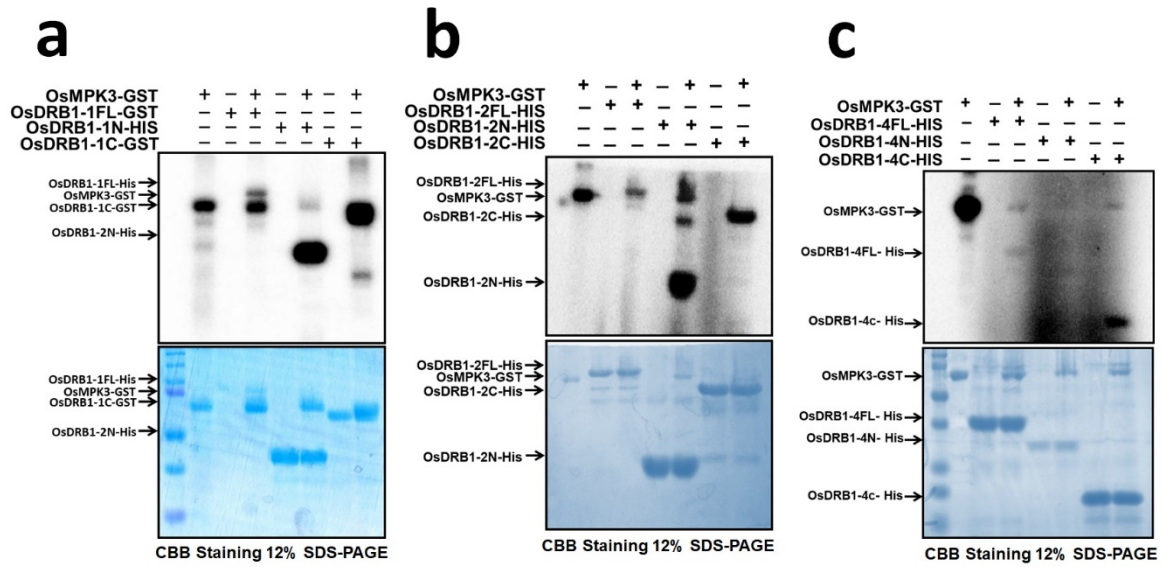 a
OsMPK3-GST + – + – + – +
OsDRB1-1FL-GST – + + – – – –
OsDRB1-1N-HIS – – – + + – –
OsDRB1-1C-GST – – – – – + +
OsDRB1-1FL-His
OsMPK3-GST
OsDRB1-1C-GST
OsDRB1-2N-His
OsDRB1-1FL-His
OsMPK3-GST
OsDRB1-1C-GST
OsDRB1-2N-His
CBB Staining 12% SDS-PAGE
b
OsMPK3-GST + – + – + – +
OsDRB1-2FL-HIS – + + – – – –
OsDRB1-2N-HIS – – – + + – –
OsDRB1-2C-HIS – – – – – + +
OsDRB1-2FL-His
OsMPK3-GST
OsDRB1-2C-His
OsDRB1-2N-His
OsDRB1-2FL-His
OsMPK3-GST
OsDRB1-2C-His
OsDRB1-2N-His
CBB Staining 12% SDS-PAGE
c
OsMPK3-GST + – + – + – +
OsDRB1-4FL-HIS – + + – – – –
OsDRB1-4N-HIS – – – + + – –
OsDRB1-4C-HIS – – – – – + +
OsMPK3-GST
OsDRB1-4FL- His
OsDRB1-4c- His
OsMPK3-GST
OsDRB1-4FL- His
OsDRB1-4N- His
OsDRB1-4c- His
CBB Staining 12% SDS-PAGE